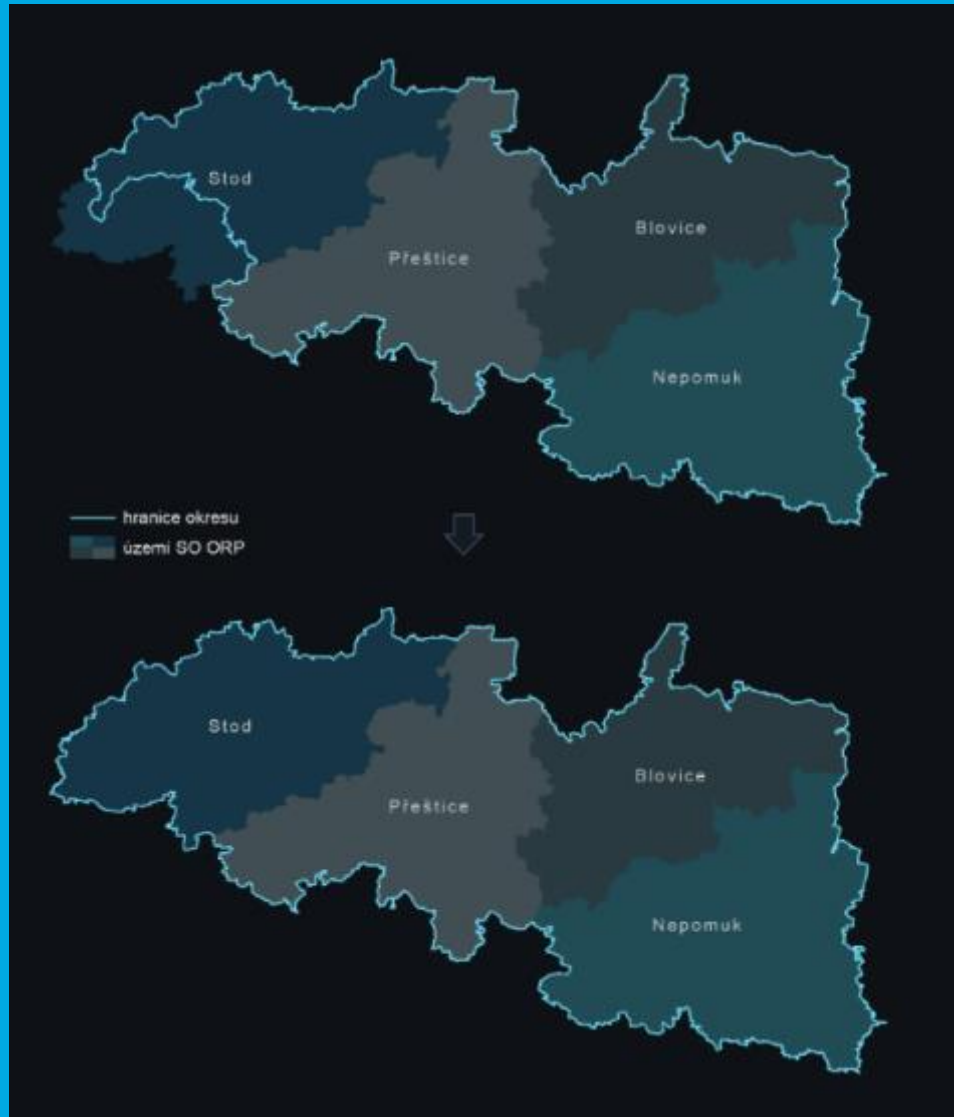 Stod
Blovice
Přeštice
Nepomuk
hranice okresu
území SO ORP
Stod
Blovice
Přeštice
Nepomuk